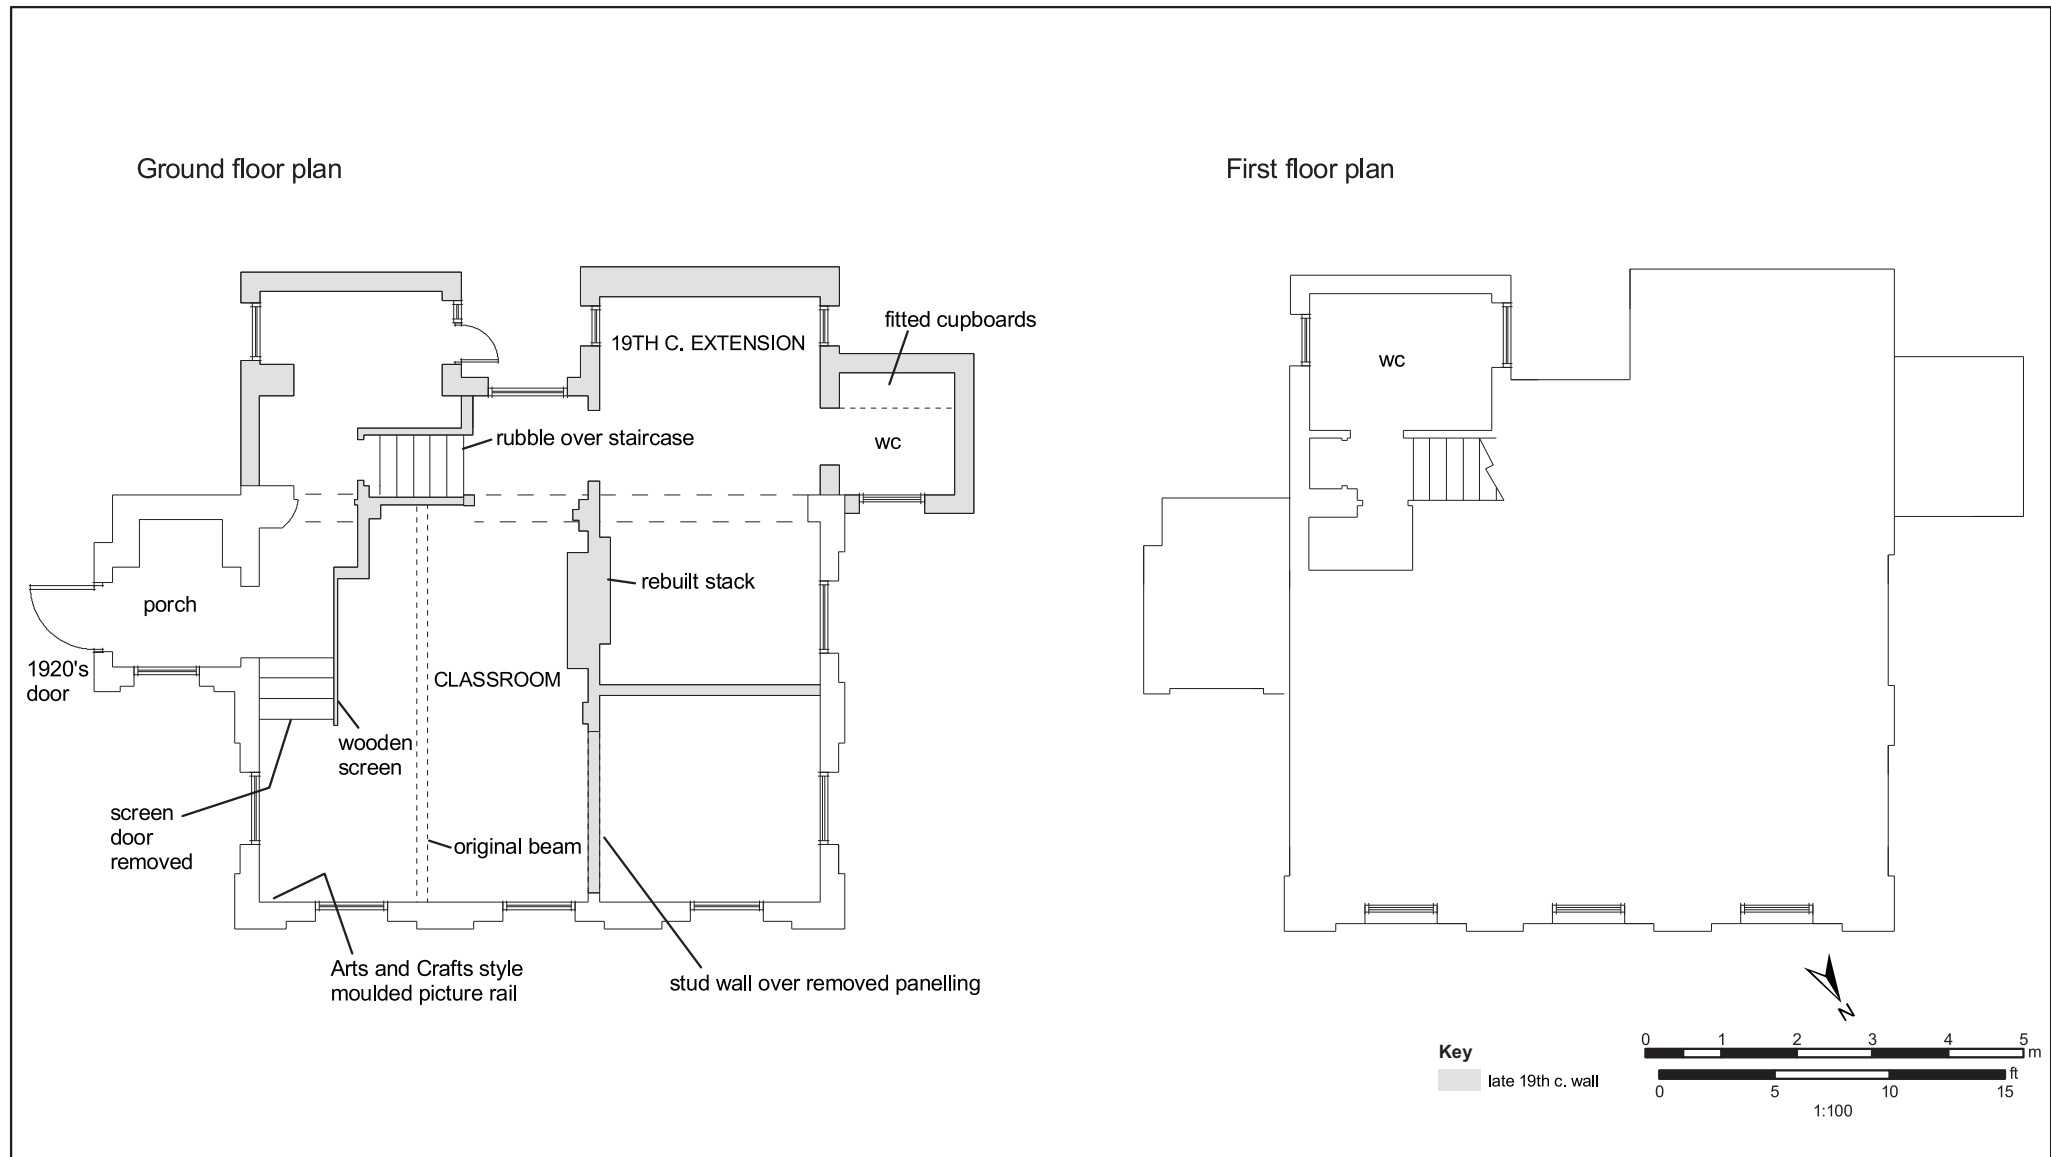 Ground floor plan
First floor plan
fitted cupboards
19TH C. EXTENSION
wc
rubble over staircase
wc
rebuilt stack
porch
1920's
door
CLASSROOM
wooden
screen
screen
door
removed
original beam
Arts and Crafts style
moulded picture rail
stud wall over removed panelling
N
Key
late 19th c. wall
0 1 2 3 4 5 m
ft
0 5 10 15
1:100